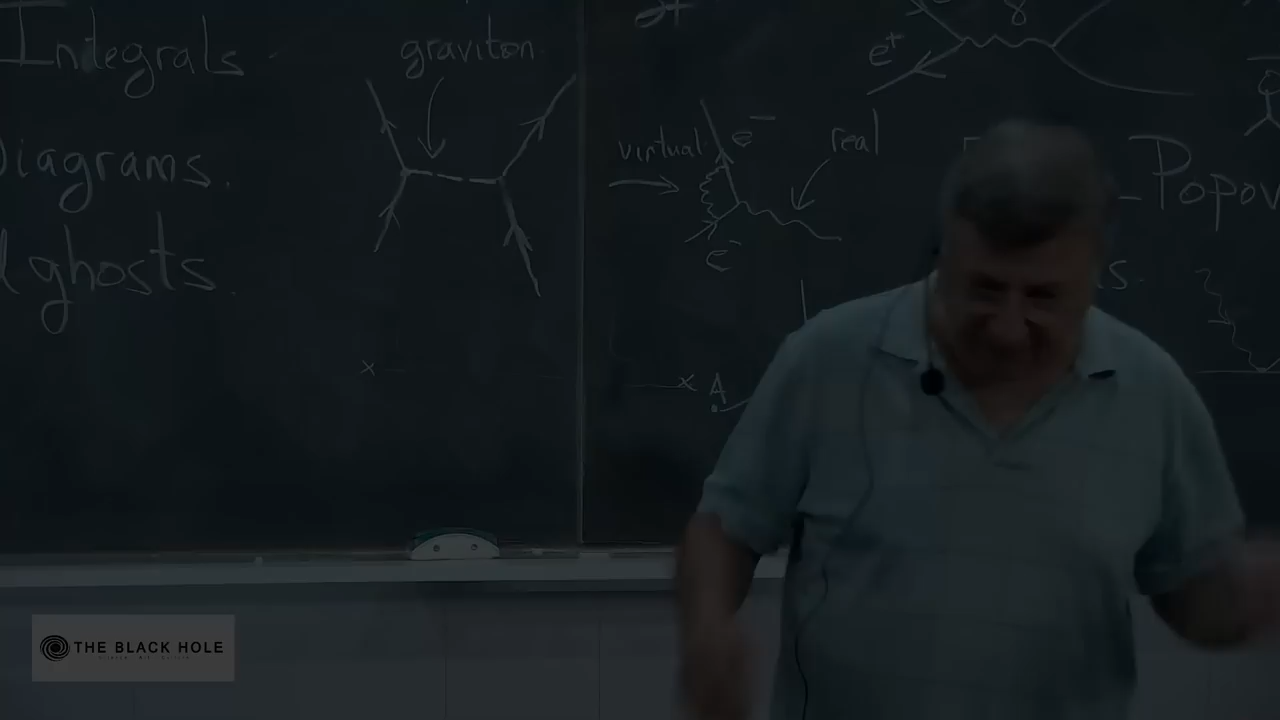 Integrals
graviton
γ
e⁺
Diagrams.
virtual
e⁻
real
-Popov
ghosts.
e⁻
s.
x
x
A
THE BLACK HOLE